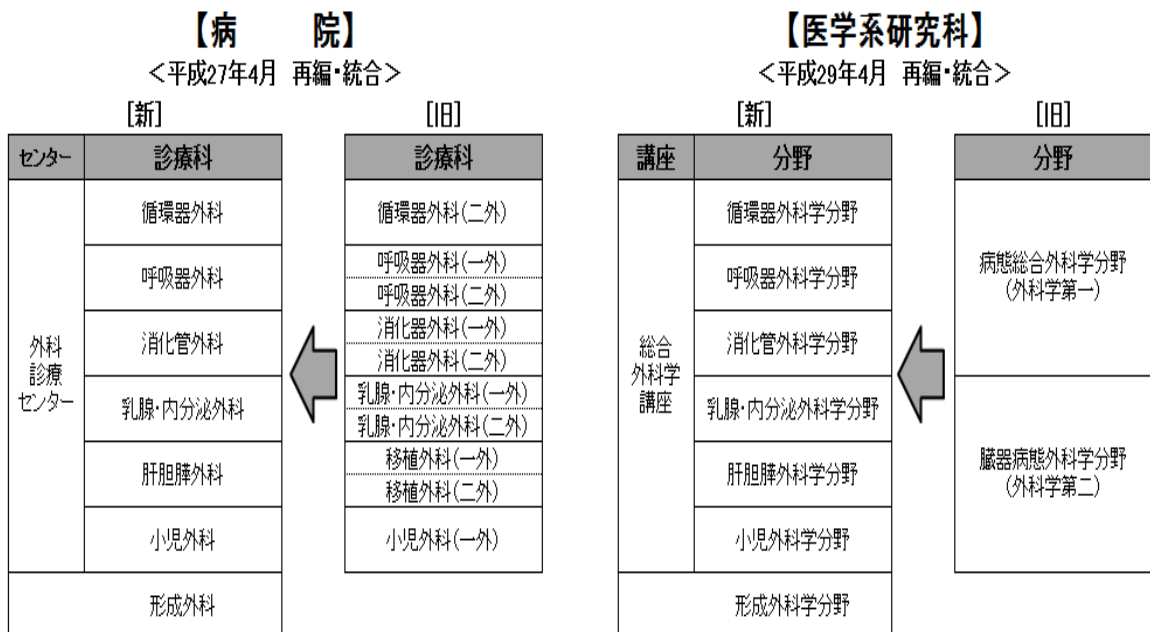 【病　　院】
＜平成27年4月 再編・統合＞
[新]
[旧]
センター
診療科
診療科
外科
診療
センター
循環器外科
呼吸器外科
消化管外科
乳腺・内分泌外科
肝胆膵外科
小児外科
形成外科
循環器外科(二外)
呼吸器外科(一外)
呼吸器外科(二外)
消化器外科(一外)
消化器外科(二外)
乳腺・内分泌外科(一外)
乳腺・内分泌外科(二外)
移植外科(一外)
移植外科(二外)
小児外科(一外)
【医学系研究科】
＜平成29年4月 再編・統合＞
[新]
[旧]
講座
分野
分野
総合
外科学
講座
循環器外科学分野
呼吸器外科学分野
消化管外科学分野
乳腺・内分泌外科学分野
肝胆膵外科学分野
小児外科学分野
形成外科学分野
病態総合外科学分野
(外科学第一)
臓器病態外科学分野
(外科学第二)